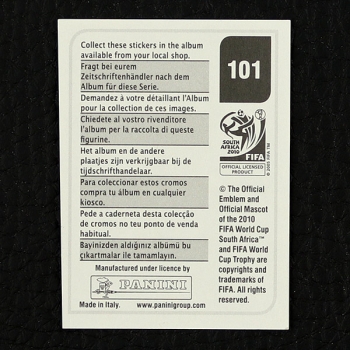 Collect these stickers in the album
available from your local shop.
Fragt bei eurem
Zeitschriftenhändler nach dem
Album für diese Serie.
Demandez à votre détaillant l'Album
pour la collection de ces images.
Chiedete al vostro rivenditore
l'album per la raccolta di queste
figurine.
Het album en de andere
plaatjes zijn verkrijgbaar bij de
tijdschrifthandelaar.
Para coleccionar estos cromos
compra tu álbum en cualquier
kiosco.
Pede a caderneta desta colecção
de cromos no teu ponto de venda
habitual.
Bayinizden aldığınız albümü bu
çıkartmalar ile tamamlayın.
Manufactured under licence by
PANINI
Made in Italy. www.paninigroup.com
101
SOUTH
AFRICA
2010
FIFA
OFFICIAL LICENSED
PRODUCT
© 2005 FIFA TM
© The Official
Emblem and
Official Mascot
of the 2010
FIFA World Cup
South Africa™
and FIFA World
Cup Trophy are
copyrights and
trademarks of
FIFA. All rights
reserved.